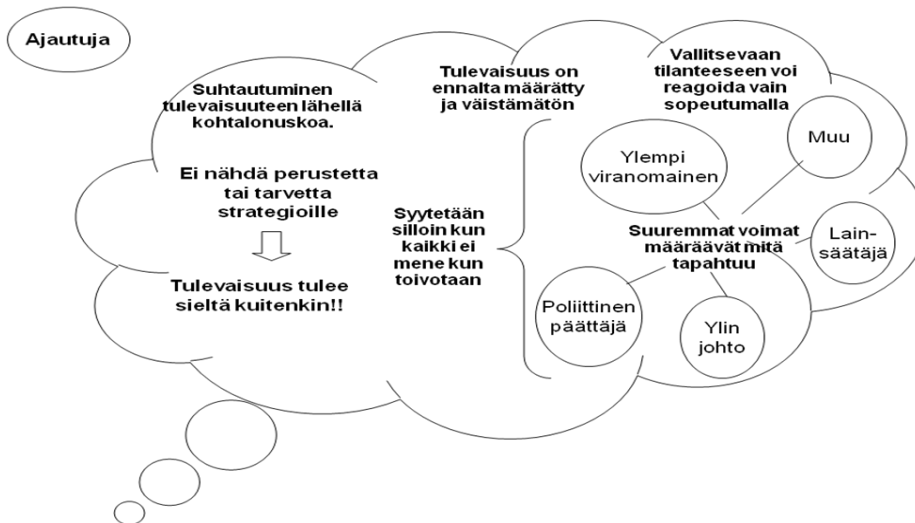 Ajautuja
Suhtautuminen
tulevaisuuteen lähellä
kohtalonuskoa.
Tulevaisuus on
ennalta määrätty
ja väistämätön
Vallitsevaan
tilanteeseen voi
reagoida vain
sopeutumalla
Ei nähdä perustetta
tai tarvetta
strategioille
Tulevaisuus tulee
sieltä kuitenkin!!
Syytetään
silloin kun
kaikki ei
mene kun
toivotaan
Ylempi
viranomainen
Muu
Suuremmat voimat
määräävät mitä
tapahtuu
Lain-
säätäjä
Poliittinen
päättäjä
Ylin
johto